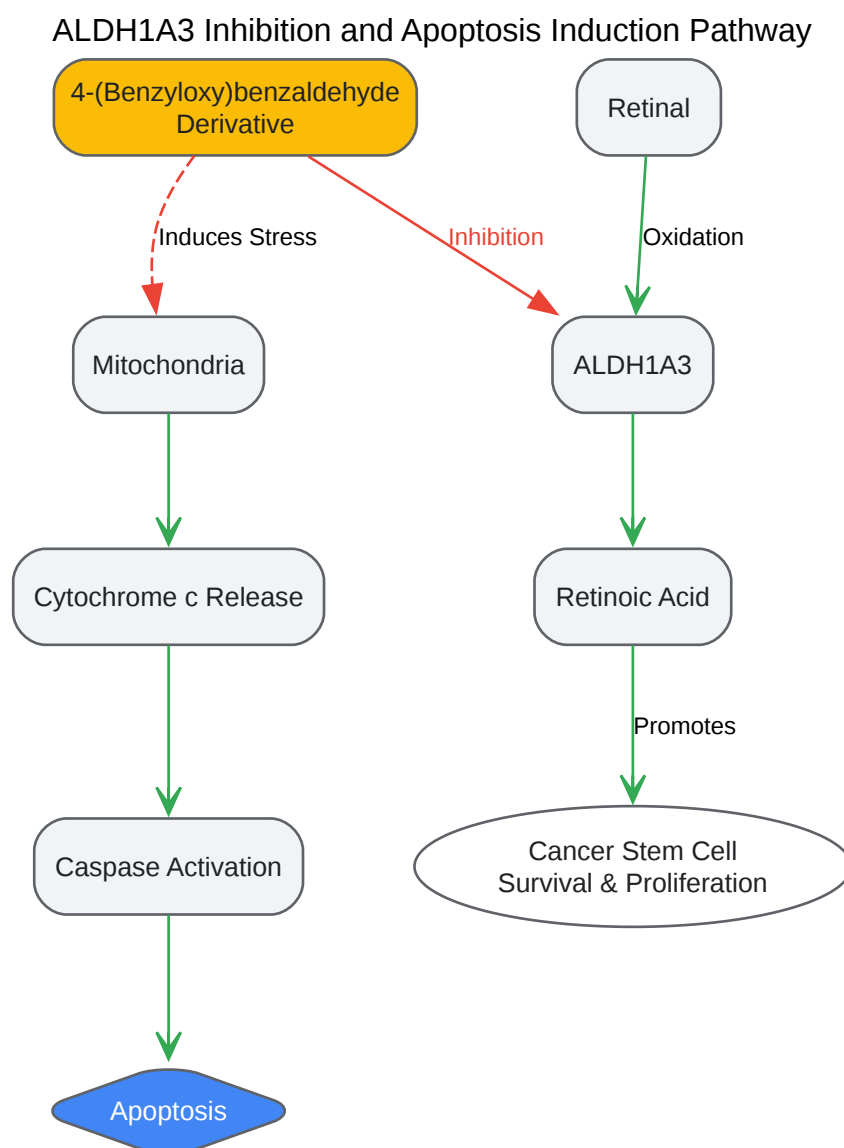 ALDH1A3 Inhibition and Apoptosis Induction Pathway
4-(Benzyloxy)benzaldehyde
Derivative
Retinal
Induces Stress
Inhibition
Oxidation
Mitochondria
ALDH1A3
Cytochrome c Release
Retinoic Acid
Promotes
Caspase Activation
Cancer Stem Cell
Survival & Proliferation
Apoptosis